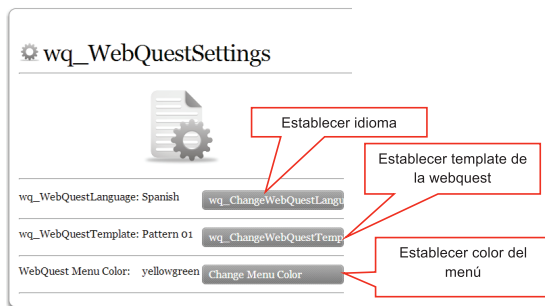 wq_WebQuestSettings
Establecer idioma
Establecer template de
la webquest
wq_WebQuestLanguage: Spanish
wq_ChangeWebQuestLangu
wq_WebQuestTemplate: Pattern 01
wq_ChangeWebQuestTemp
Establecer color del
menú
WebQuest Menu Color: yellowgreen
Change Menu Color